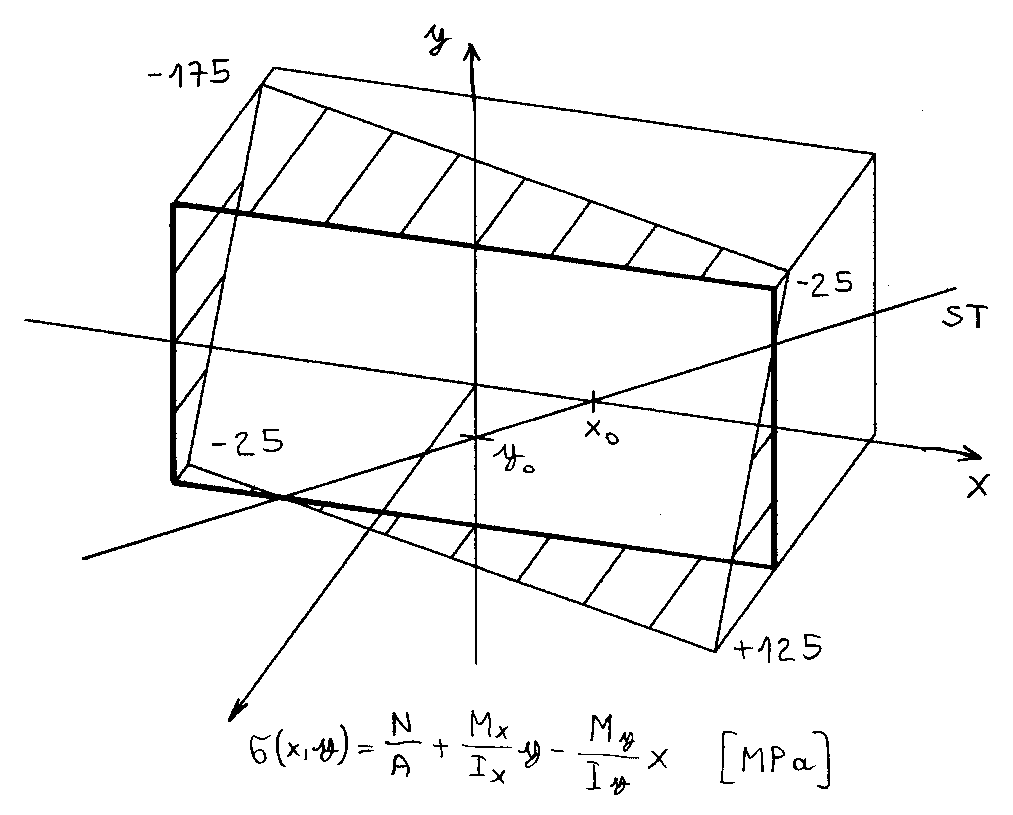 y
-175
-25
ST
x₀
-25
y₀
x
+125
σ(x,y) = N/A + Mx/Ix y - My/Iy x [MPa]